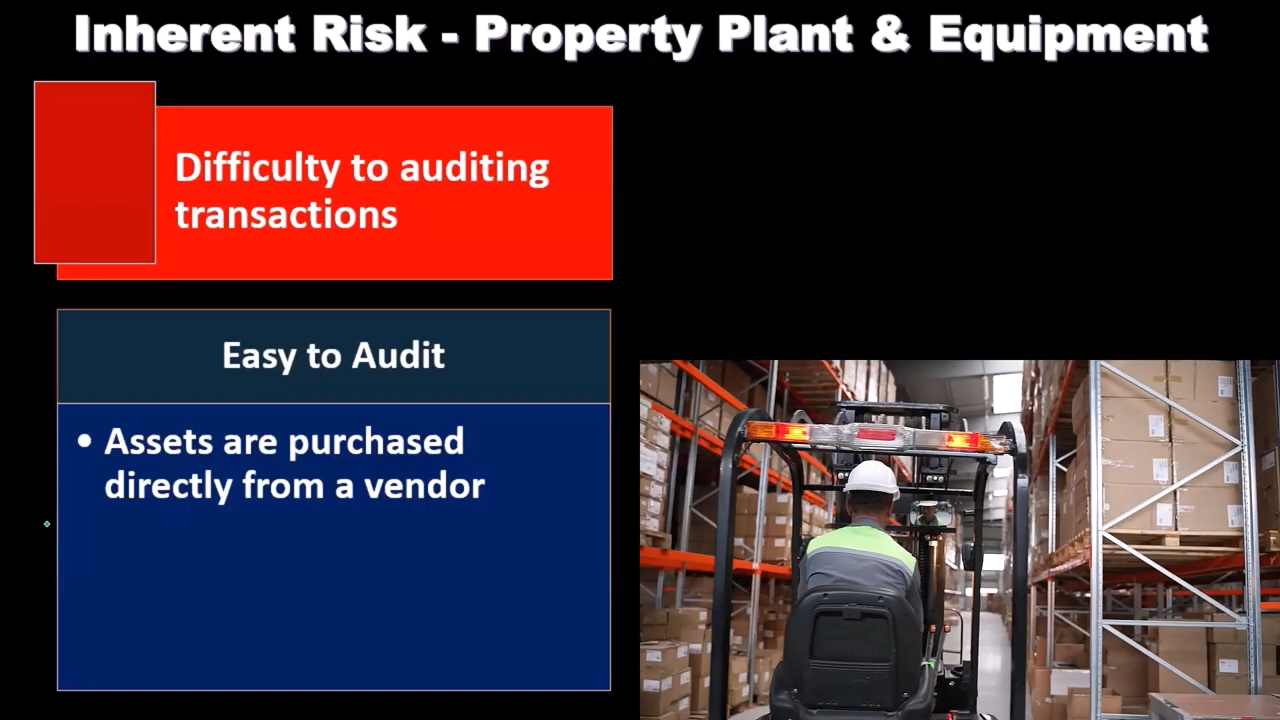 Inherent Risk - Property Plant & Equipment
Difficulty to auditing
transactions
Easy to Audit
• Assets are purchased
directly from a vendor